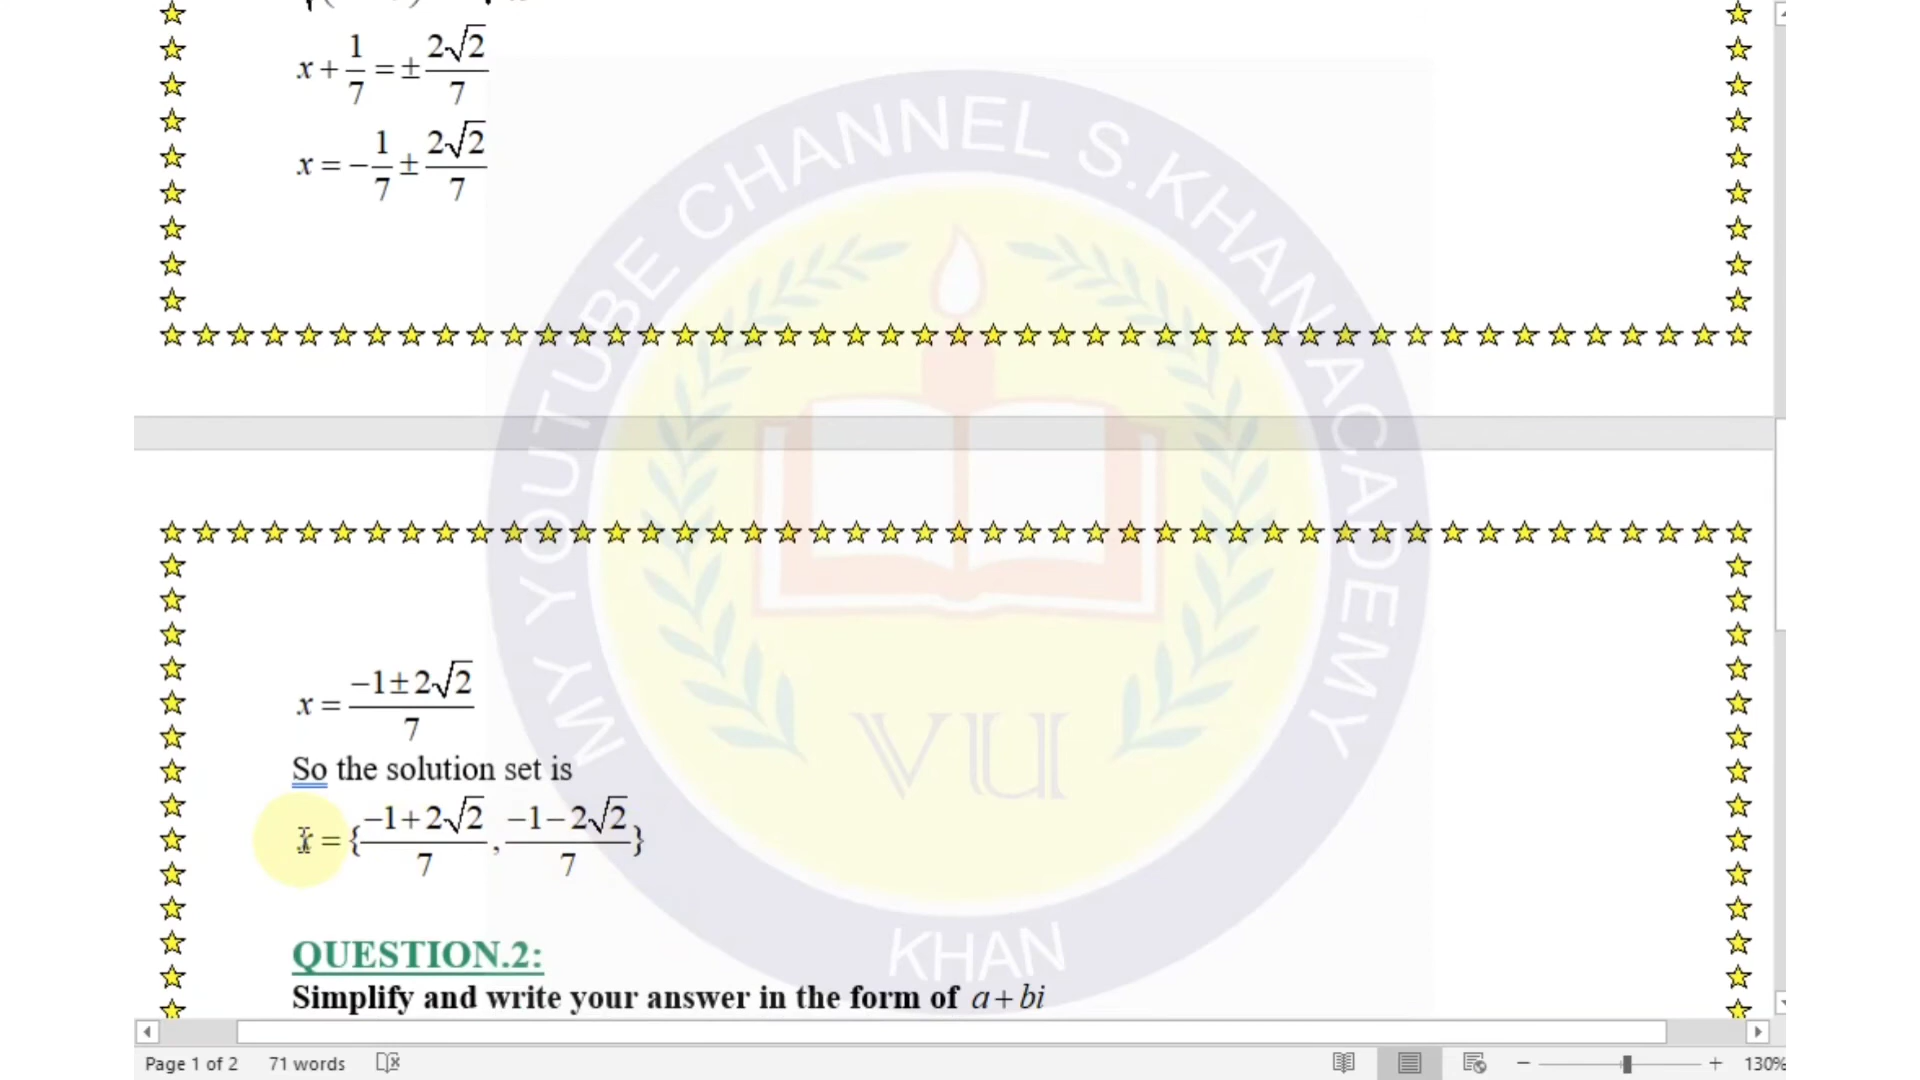 x + 1/7 = ± 2√2/7
x = − 1/7 ± 2√2/7
MY YOUTUBE CHANNEL S.KHAN ACADEMY
VU
KHAN
x = (−1 ± 2√2)/7
So the solution set is
x = {(−1 + 2√2)/7 , (−1 − 2√2)/7}
QUESTION.2:
Simplify and write your answer in the form of a + bi
Page 1 of 2 71 words 130%